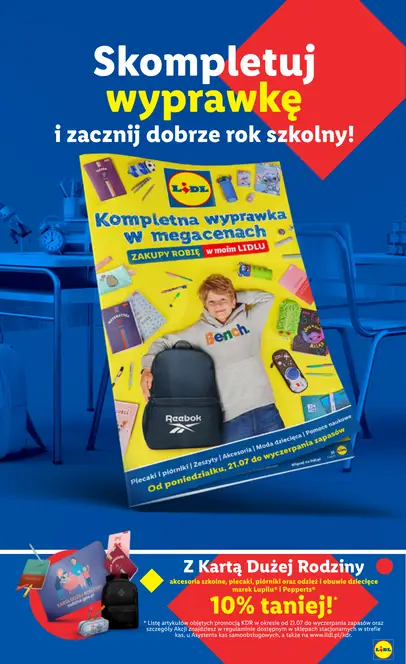 Skompletuj
wyprawkę
i zacznij dobrze rok szkolny!
LIDL
Kompletna wyprawka
w megacenach
ZAKUPY ROBIĘ w moim LIDLU
Bench.
Reebok
Plecaki i piórniki | Zeszyty | Akcesoria | Moda dziecięca | Pomoce naukowe
Od poniedziałku, 21.07 do wyczerpania zapasów
Z Kartą Dużej Rodziny
akcesoria szkolne, plecaki, piórniki oraz odzież i obuwie dziecięce
marek Lupilu® i Pepperts®
10% taniej!*
* Listę artykułów objętych promocją KDR w okresie od 21.07 do wyczerpania zapasów oraz
szczegóły Akcji znajdziesz w regulaminie dostępnym w sklepach stacjonarnych w strefie
kas, u Asystenta kas samoobsługowych, a także na www.lidl.pl/kdr.
LIDL